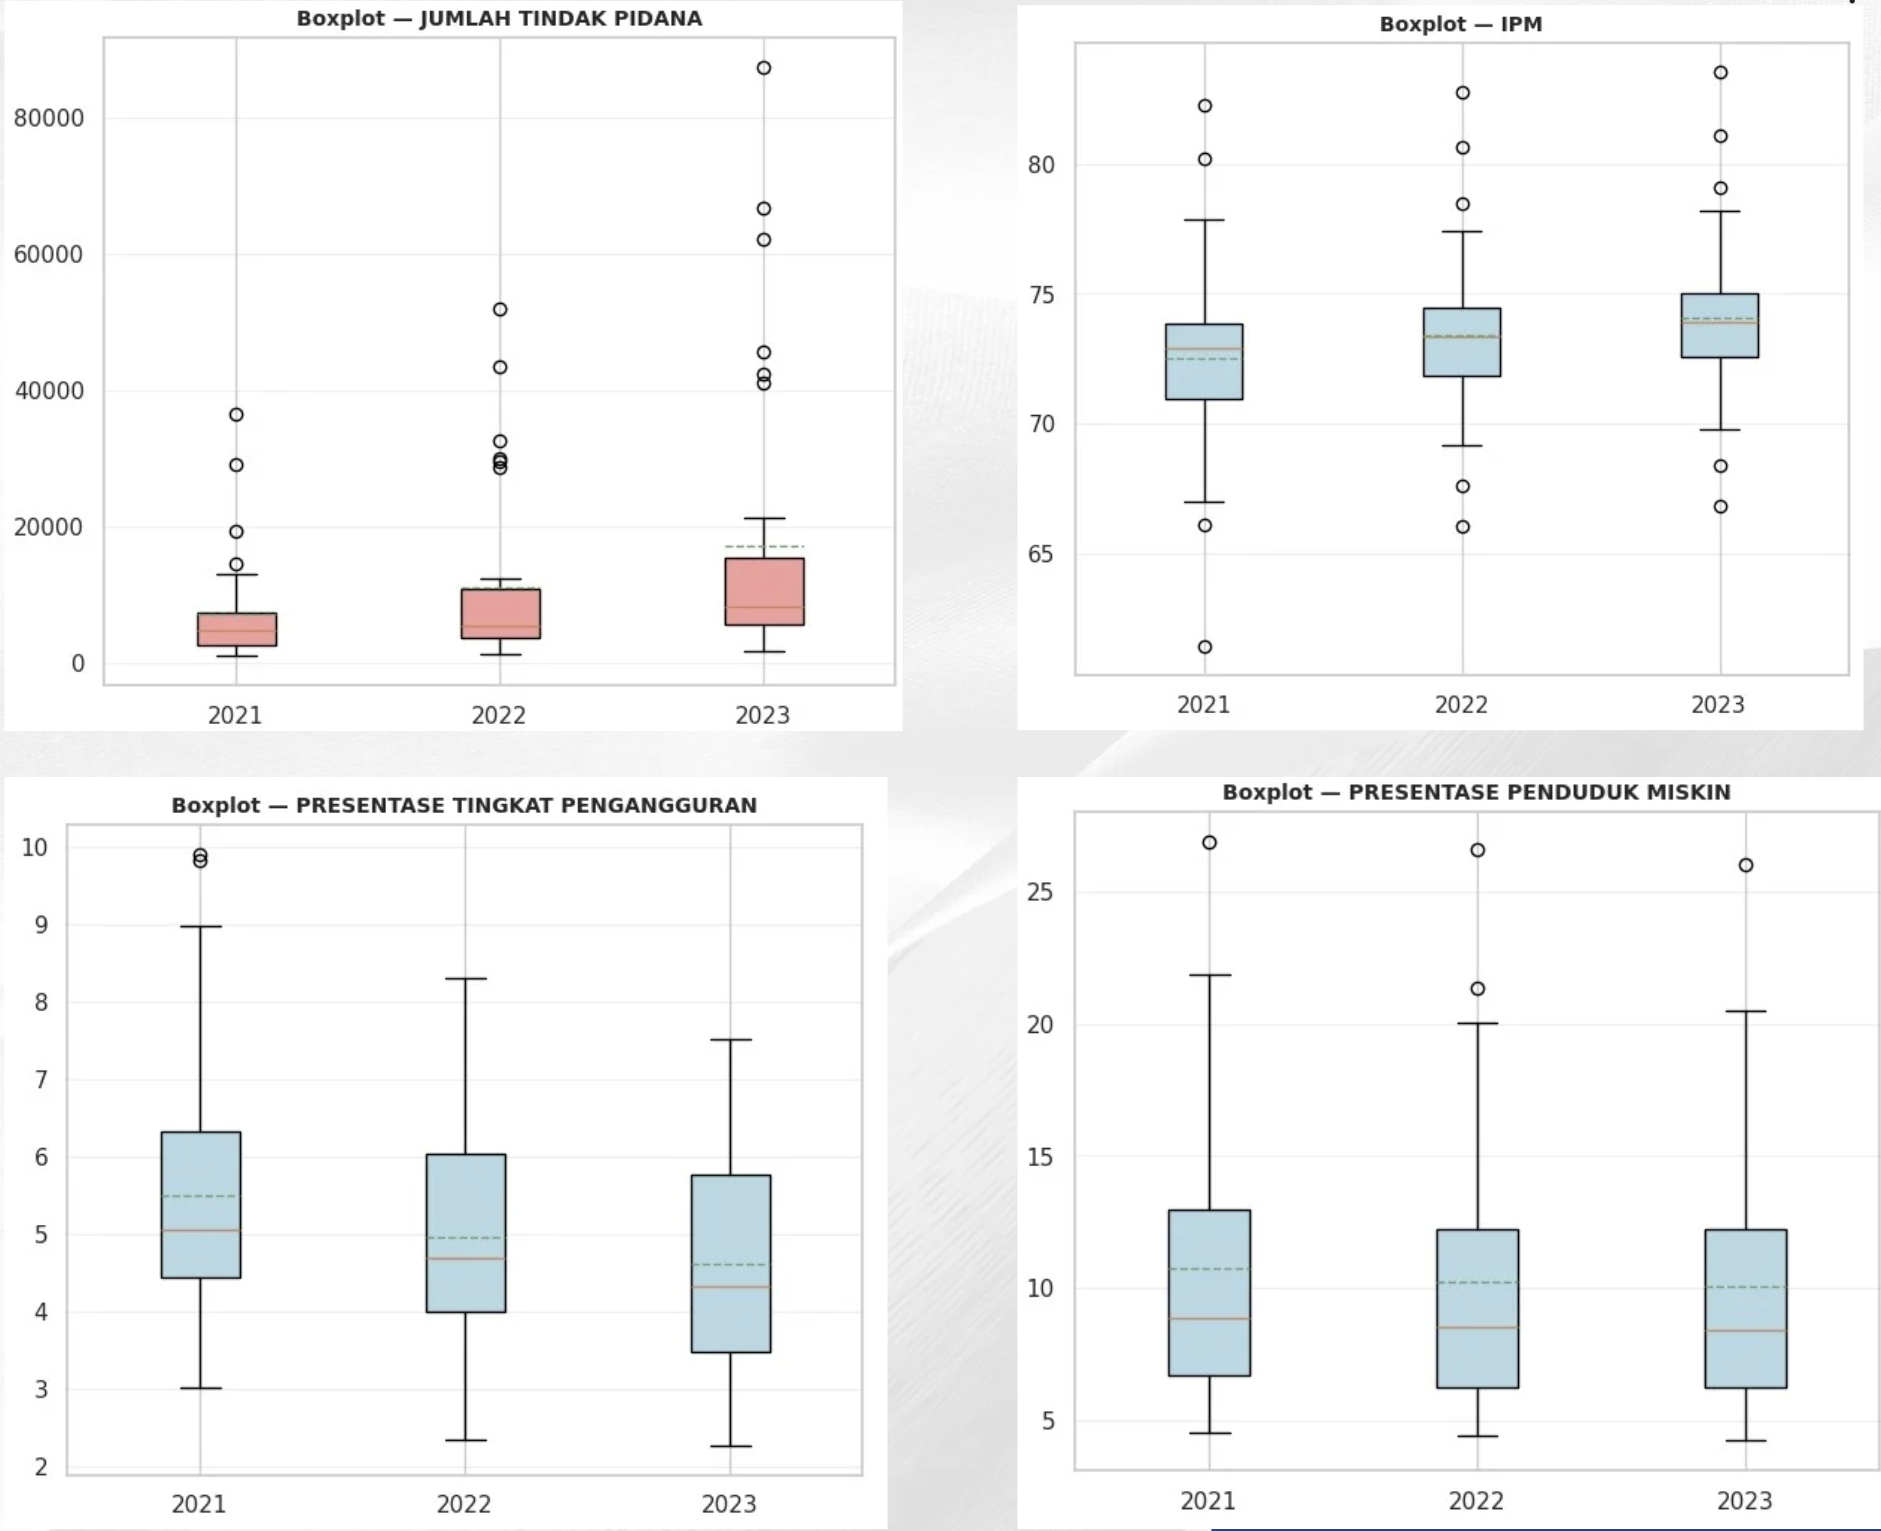 Boxplot — JUMLAH TINDAK PIDANA
80000
60000
40000
20000
0
2021 2022 2023
Boxplot — IPM
80
75
70
65
2021 2022 2023
Boxplot — PRESENTASE TINGKAT PENGANGGURAN
10
9
8
7
6
5
4
3
2
2021 2022 2023
Boxplot — PRESENTASE PENDUDUK MISKIN
25
20
15
10
5
2021 2022 2023